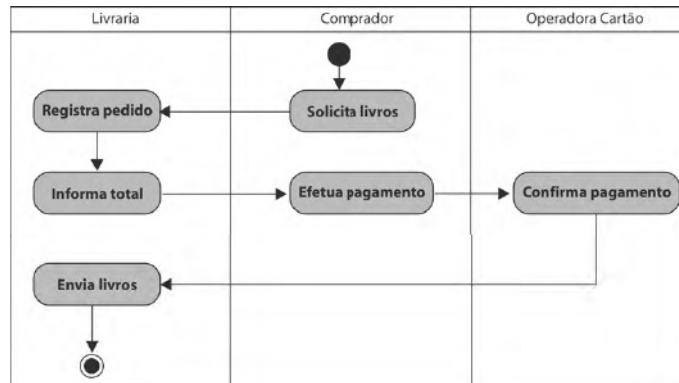 Livraria Comprador Operadora Cartão
Registra pedido Solicita livros
Informa total Efetua pagamento Confirma pagamento
Envia livros